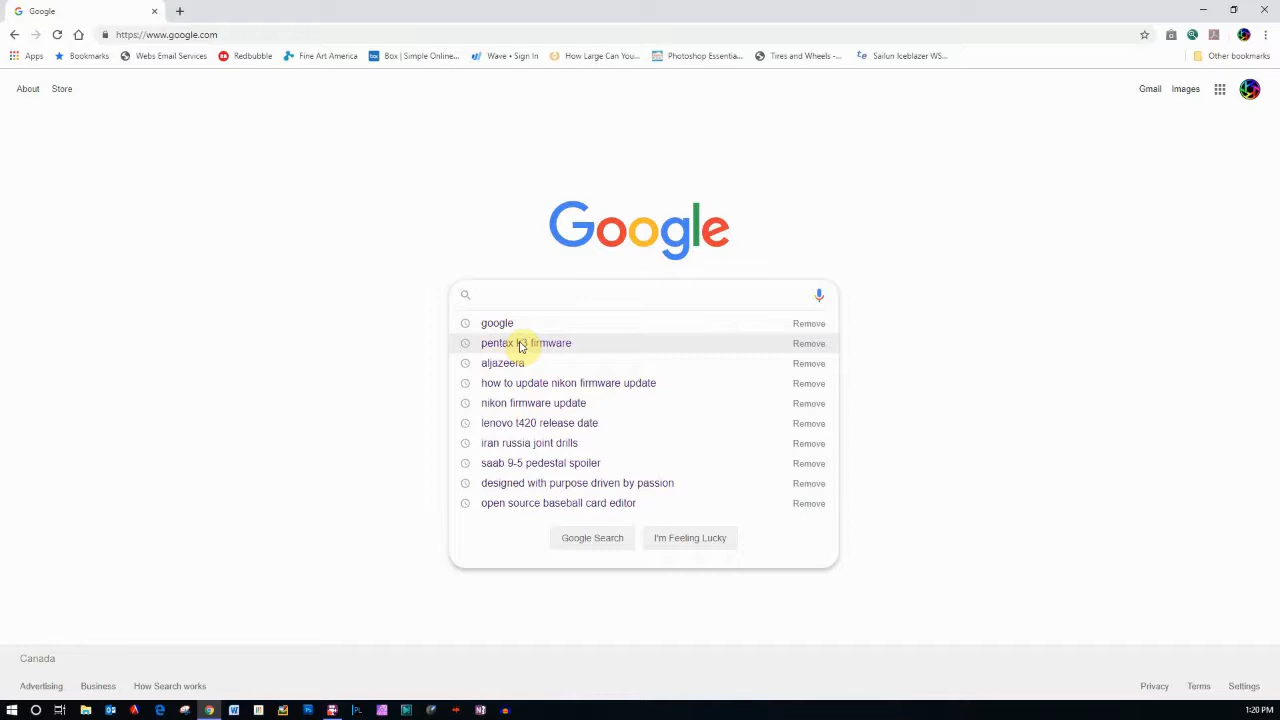 Google
https://www.google.com
Apps
Bookmarks
Webs Email Services
Redbubble
Fine Art America
Box | Simple Online...
Wave • Sign In
How Large Can You...
Photoshop Essentia...
Tires and Wheels -...
Sailun Iceblazer WS...
Other bookmarks
About
Store
Gmail
Images
Google
google
Remove
pentax firmware
Remove
aljazeera
Remove
how to update nikon firmware update
Remove
nikon firmware update
Remove
lenovo t420 release date
Remove
iran russia joint drills
Remove
saab 9-5 pedestal spoiler
Remove
designed with purpose driven by passion
Remove
open source baseball card editor
Remove
Google Search
I'm Feeling Lucky
Canada
Advertising
Business
How Search works
Privacy
Terms
Settings
1:20 PM